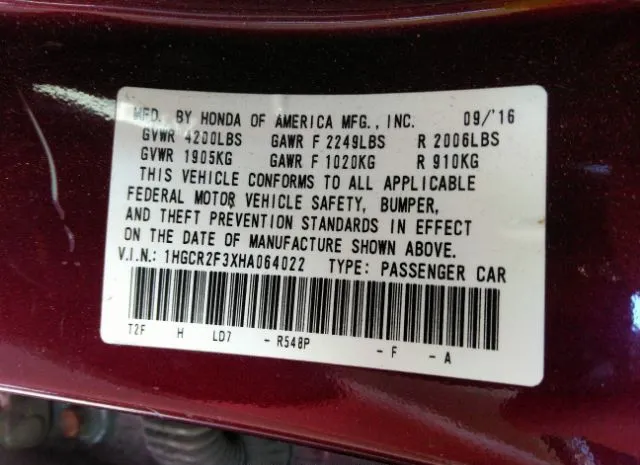 MFD. BY HONDA OF AMERICA MFG., INC. 09/'16
GVWR 4200LBS GAWR F 2249LBS R 2006LBS
GVWR 1905KG GAWR F 1020KG R 910KG
THIS VEHICLE CONFORMS TO ALL APPLICABLE
FEDERAL MOTOR VEHICLE SAFETY, BUMPER,
AND THEFT PREVENTION STANDARDS IN EFFECT
ON THE DATE OF MANUFACTURE SHOWN ABOVE.
V.I.N.: 1HGCR2F3XHA064022 TYPE: PASSENGER CAR
T2F H LD7 - R548P - F - A